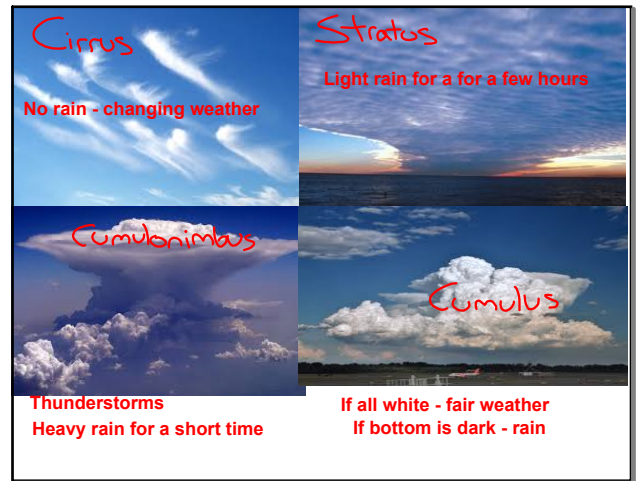 Cirrus
No rain - changing weather
Stratus
Light rain for a for a few hours
Cumulonimbus
Thunderstorms
Heavy rain for a short time
Cumulus
If all white - fair weather
If bottom is dark - rain